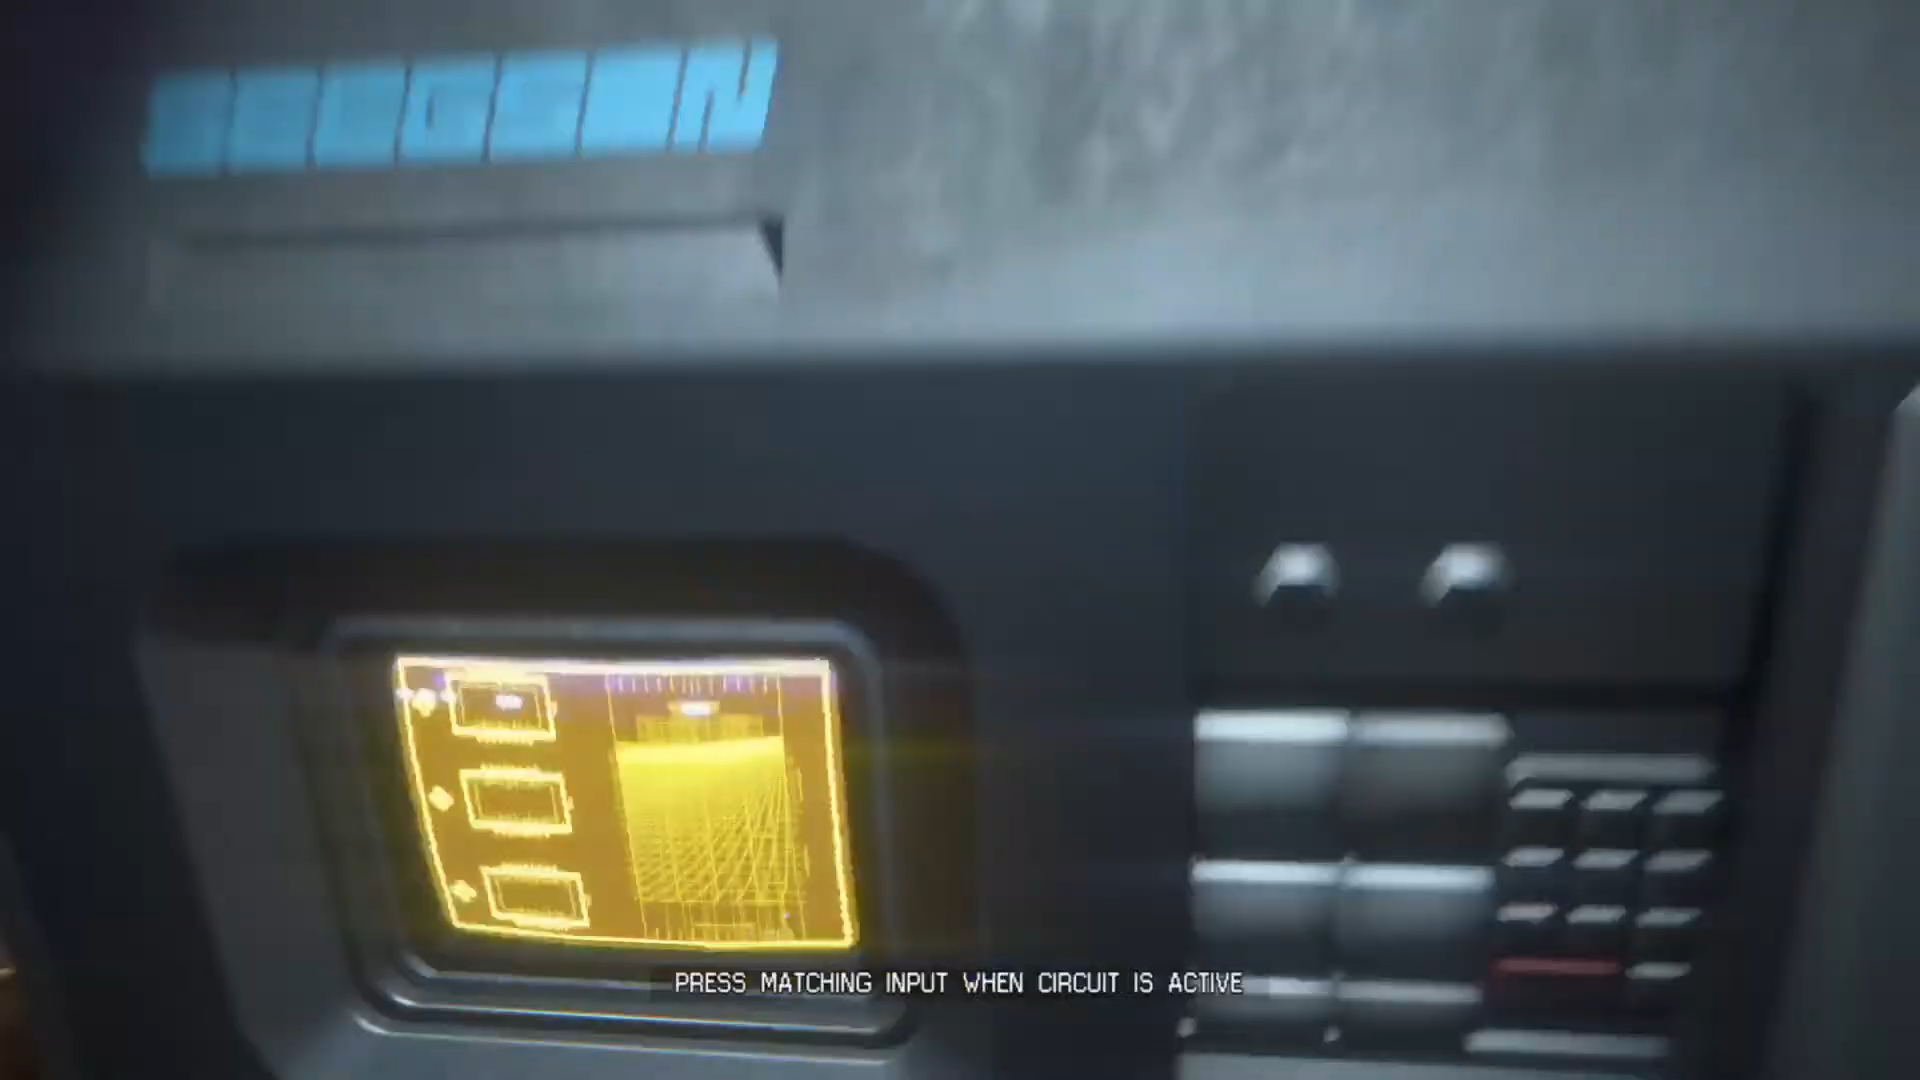 PRESS MATCHING INPUT WHEN CIRCUIT IS ACTIVE